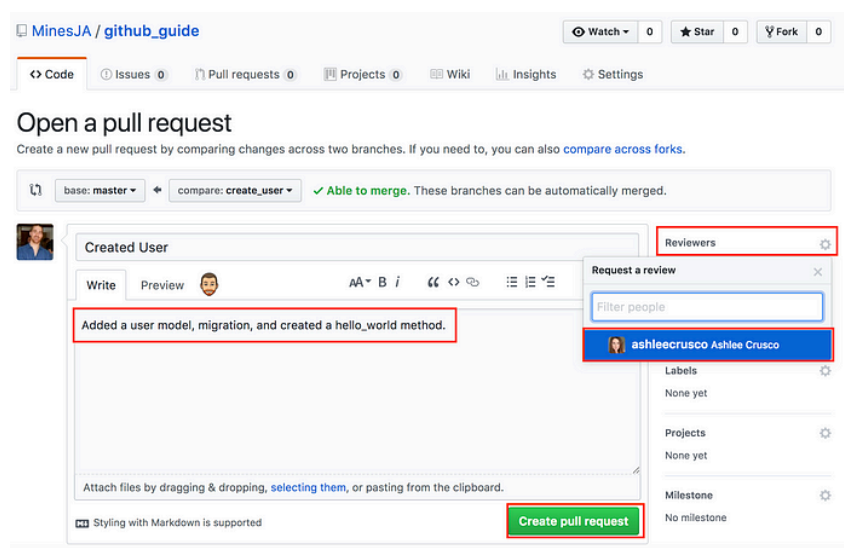 MinesJA / github_guide
Watch 0 Star 0 Fork 0
Code Issues 0 Pull requests 0 Projects 0 Wiki Insights Settings
Open a pull request
Create a new pull request by comparing changes across two branches. If you need to, you can also compare across forks.
base: master compare: create_user ✓ Able to merge. These branches can be automatically merged.
Created User
Write Preview AA B i
Added a user model, migration, and created a hello_world method.
Attach files by dragging & dropping, selecting them, or pasting from the clipboard.
Styling with Markdown is supported
Create pull request
Reviewers
Request a review
Filter people
ashleecrusco Ashlee Crusco
Labels
None yet
Projects
None yet
Milestone
No milestone